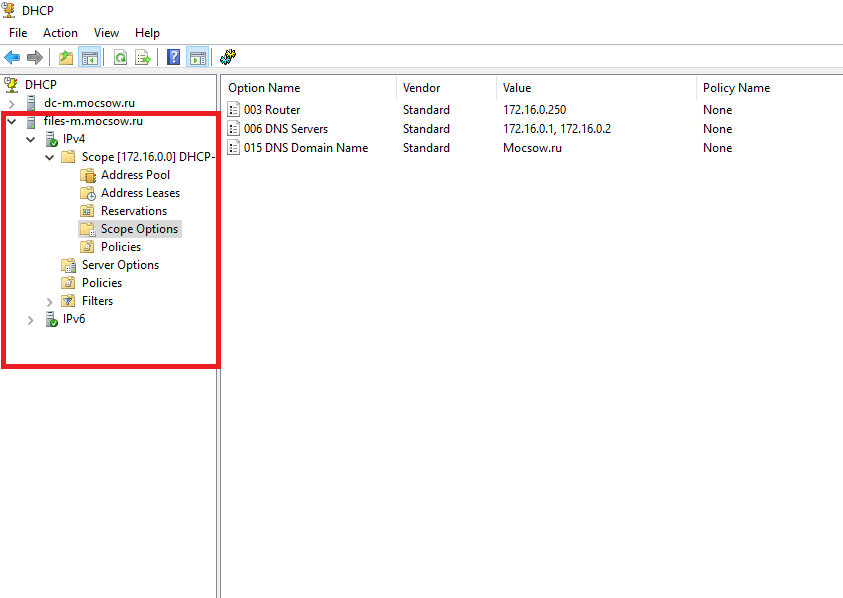 DHCP
File Action View Help
DHCP
dc-m.mocsow.ru
files-m.mocsow.ru
IPv4
Scope [172.16.0.0] DHCP-
Address Pool
Address Leases
Reservations
Scope Options
Policies
Server Options
Policies
Filters
IPv6
Option Name Vendor Value Policy Name
003 Router Standard 172.16.0.250 None
006 DNS Servers Standard 172.16.0.1, 172.16.0.2 None
015 DNS Domain Name Standard Mocsow.ru None